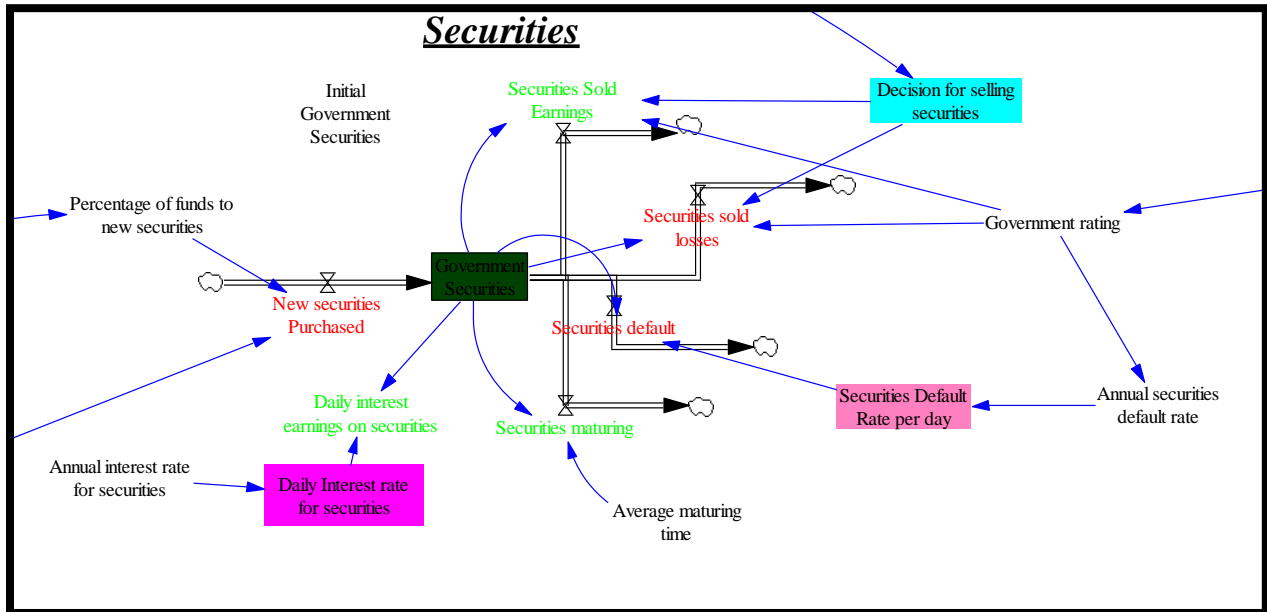 Securities
Initial
Government
Securities
Securities Sold
Earnings
Decision for selling
securities
Percentage of funds to
new securities
Securities sold
losses
Government rating
Government
Securities
New securities
Purchased
Securities default
Daily interest
earnings on securities
Securities maturing
Securities Default
Rate per day
Annual securities
default rate
Annual interest rate
for securities
Daily Interest rate
for securities
Average maturing
time